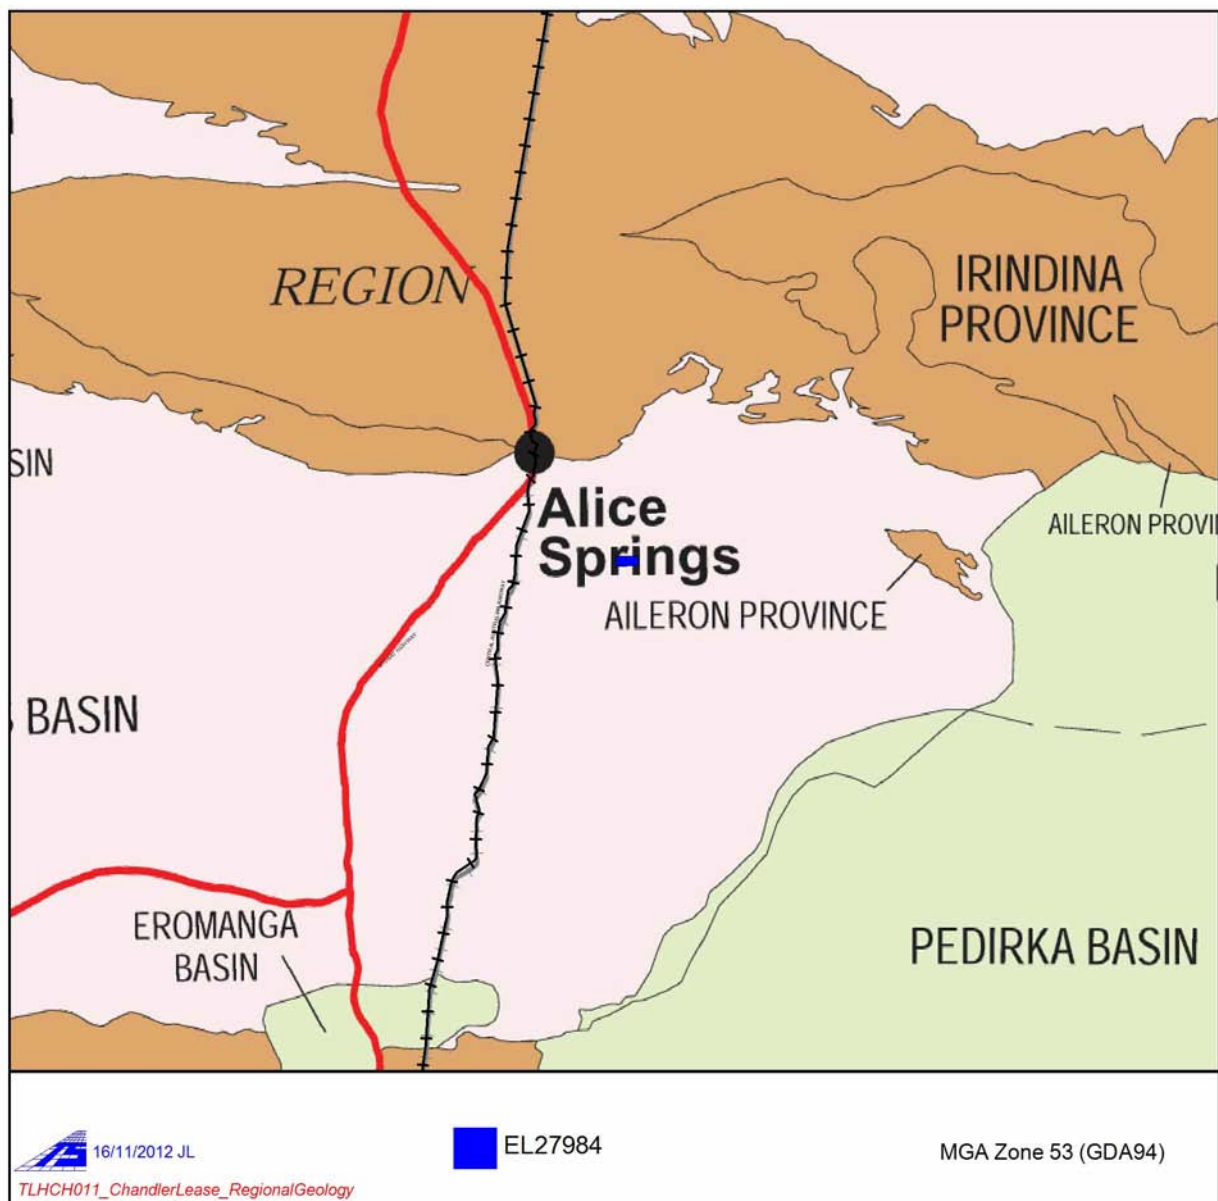 REGION
IRINDINA
PROVINCE
SIN
Alice
Springs
AILERON PROVI
AILERON PROVINCE
BASIN
EROMANGA
BASIN
PEDIRKA BASIN
16/11/2012 JL
EL27984
MGA Zone 53 (GDA94)
TLHCH011_ChandlerLease_RegionalGeology